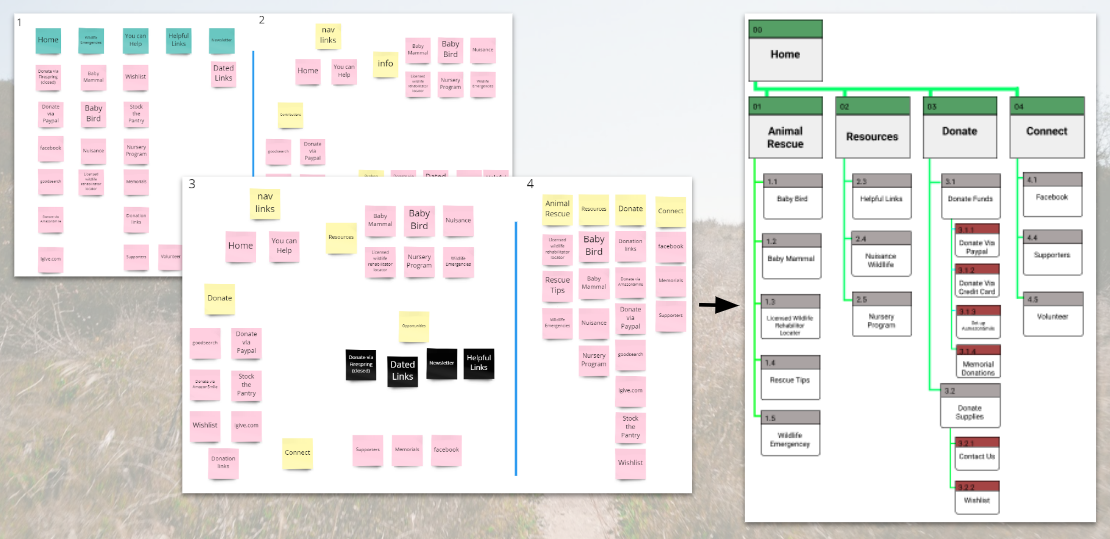 1
Home
Wildlife
Emergencies
You can
Help
Helpful
Links
Newsletter
Donate via
Firespring
(closed)
Baby
Mammal
Wishlist
Dated
Links
Donate
via
Paypal
Baby
Bird
Stock
the
Pantry
facebook
Nuisance
Nursery
Program
goodsearch
Licensed
wildlife
rehabilitator
locator
Memorials
Donate via
AmazonSmile
Donation
links
Igive.com
Supporters
Volunteer
2
nav
links
Home
You can
Help
info
Baby
Mammal
Baby
Bird
Nuisance
Licensed
wildlife
rehabilitator
locator
Nursery
Program
Wildlife
Emergencies
goodsearch
Donate
via
Paypal
Dated
3
nav
links
Home
You can
Help
Resources
Baby
Mammal
Baby
Bird
Nuisance
Licensed
wildlife
rehabilitator
locator
Nursery
Program
Wildlife
Emergencies
Donate
goodsearch
Donate
via
Paypal
Donate via
AmazonSmile
Stock
the
Pantry
Wishlist
Igive.com
Donation
links
Opportunities
Donate via
Firespring
(closed)
Dated
Links
Newsletter
Helpful
Links
Connect
Supporters
Memorials
facebook
4
Animal
Rescue
Resources
Donate
Connect
Licensed
wildlife
rehabilitator
locator
Baby
Bird
Donation
links
facebook
Rescue
Tips
Baby
Mammal
Donate via
AmazonSmile
Memorials
Wildlife
Emergencies
Nuisance
Donate
via
Paypal
Supporters
Nursery
Program
goodsearch
Igive.com
Stock
the
Pantry
Wishlist
00
Home
01
Animal
Rescue
02
Resources
03
Donate
04
Connect
1.1
Baby Bird
1.2
Baby Mammal
1.3
Licensed Wildlife
Rehabilitator
Locater
1.4
Rescue Tips
1.5
Wildlife
Emergencey
2.3
Helpful Links
2.4
Nuisance
Wildlife
2.5
Nursery
Program
3.1
Donate Funds
3.1.1
Donate Via
Paypal
3.1.2
Donate Via
Credit Card
3.1.3
Set up
3.1.4
Memorial
Donations
3.2
Donate
Supplies
3.2.1
Contact Us
3.2.2
Wishlist
4.1
Facebook
4.4
Supporters
4.5
Volunteer